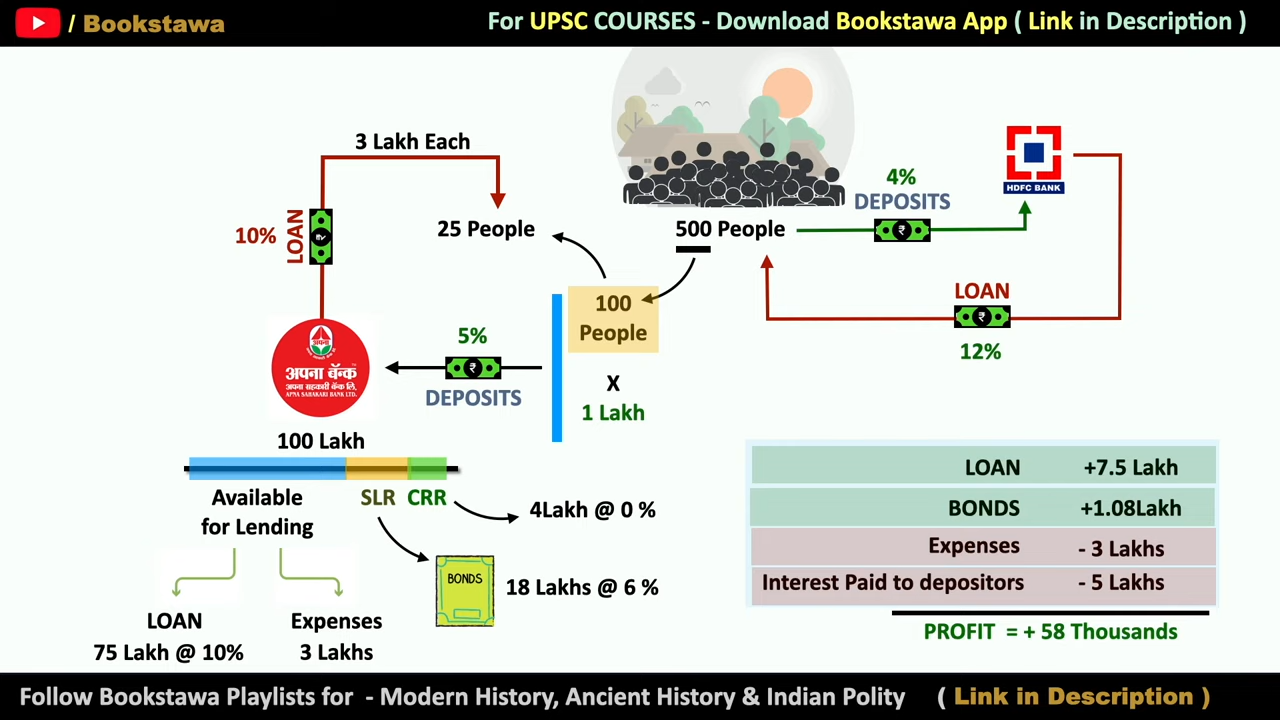 / Bookstawa
For UPSC COURSES - Download Bookstawa App ( Link in Description )
3 Lakh Each
10%
LOAN
25 People
500 People
4%
DEPOSITS
HDFC BANK
LOAN
12%
100
People
X
1 Lakh
5%
DEPOSITS
अपना बॅंक
अपना सहकारी बॅंक लि.
APNA SAHAKARI BANK LTD.
100 Lakh
Available
for Lending
SLR CRR
4Lakh @ 0 %
BONDS
18 Lakhs @ 6 %
LOAN
75 Lakh @ 10%
Expenses
3 Lakhs
LOAN +7.5 Lakh
BONDS +1.08Lakh
Expenses - 3 Lakhs
Interest Paid to depositors - 5 Lakhs
PROFIT = + 58 Thousands
Follow Bookstawa Playlists for - Modern History, Ancient History & Indian Polity ( Link in Description )